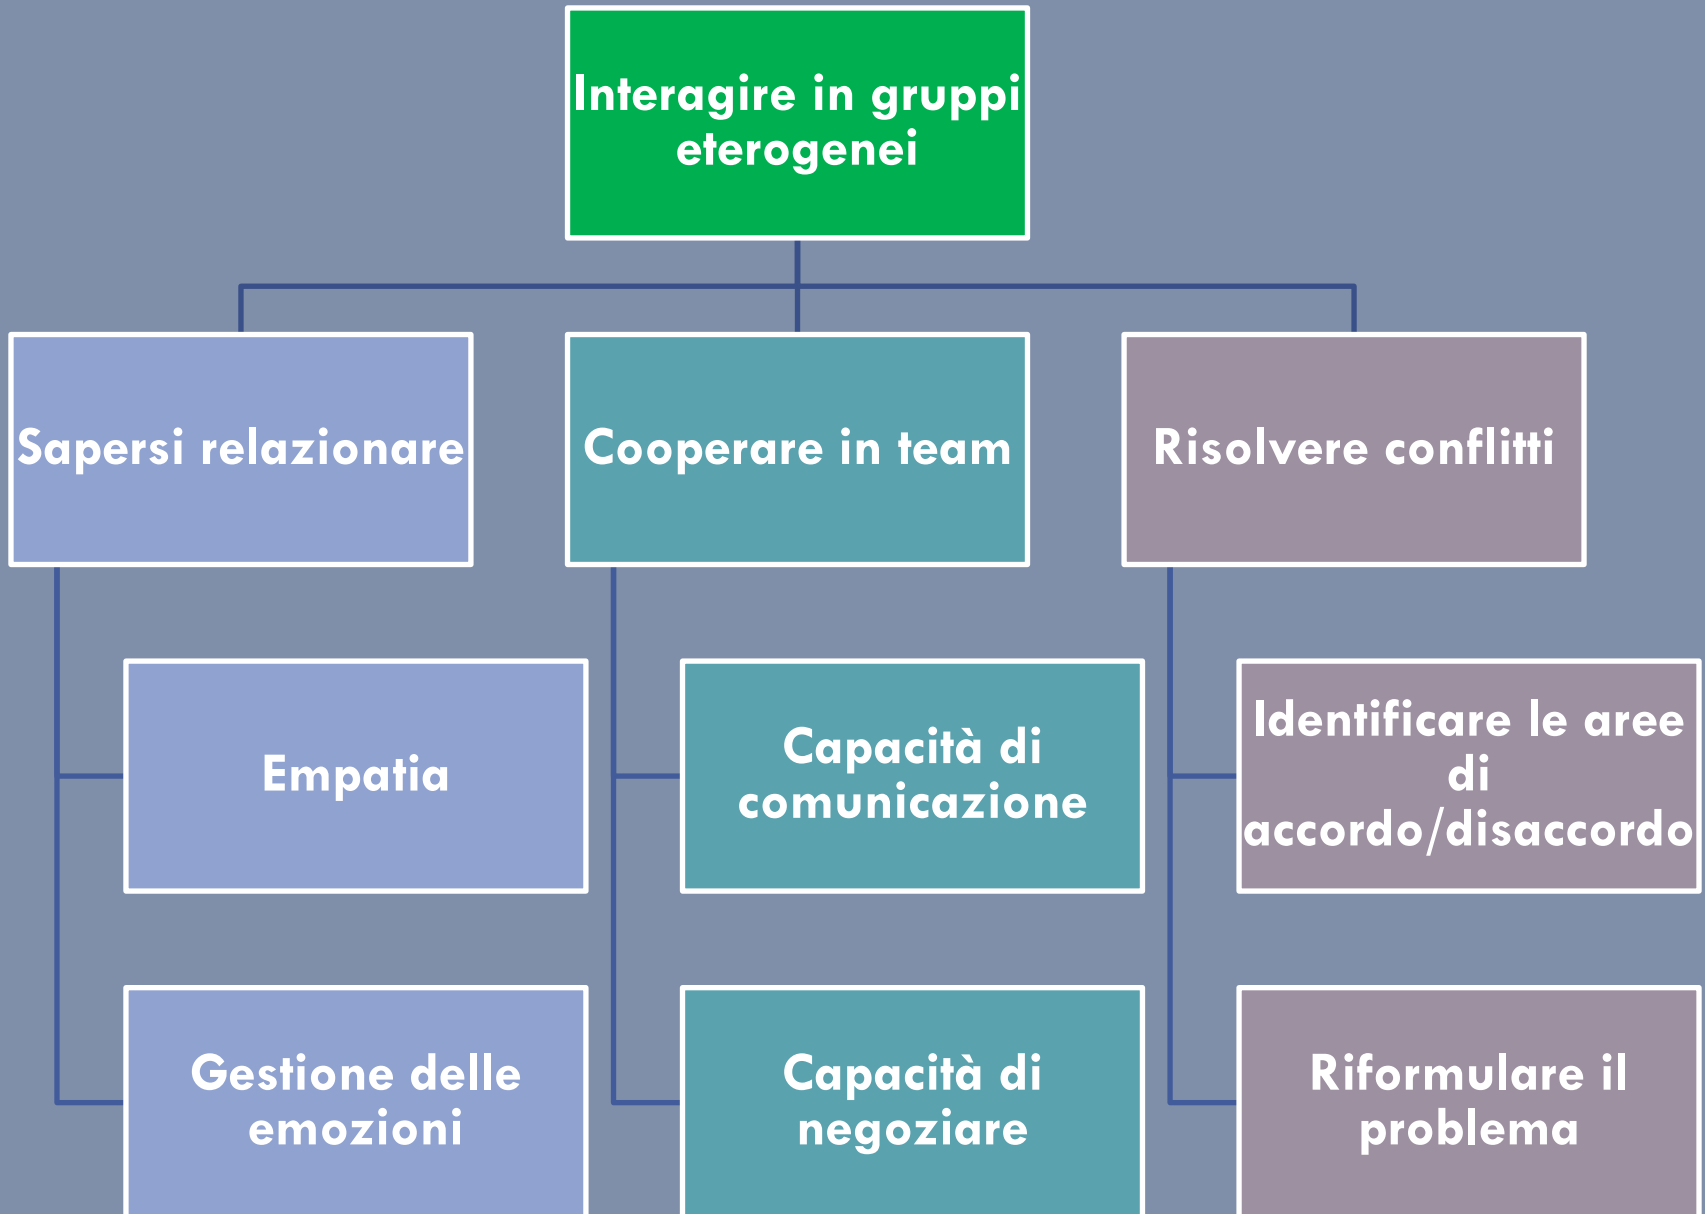 Interagire in gruppi
eterogenei
Sapersi relazionare
Cooperare in team
Risolvere conflitti
Empatia
Capacità di
comunicazione
Identificare le aree
di
accordo/disaccordo
Gestione delle
emozioni
Capacità di
negoziare
Riformulare il
problema